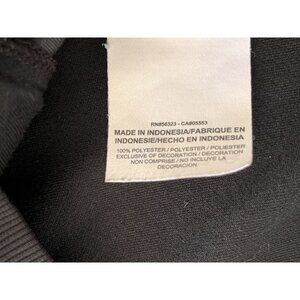 RN#56323 - CA#05553
MADE IN INDONESIA/FABRIQUE EN
INDONESIE/HECHO EN INDONESIA
100% POLYESTER / POLYESTER / POLIESTER
EXCLUSIVE OF DECORATION / DECORATION
NON COMPRISE / NO INCLUYE LA
DECORACION